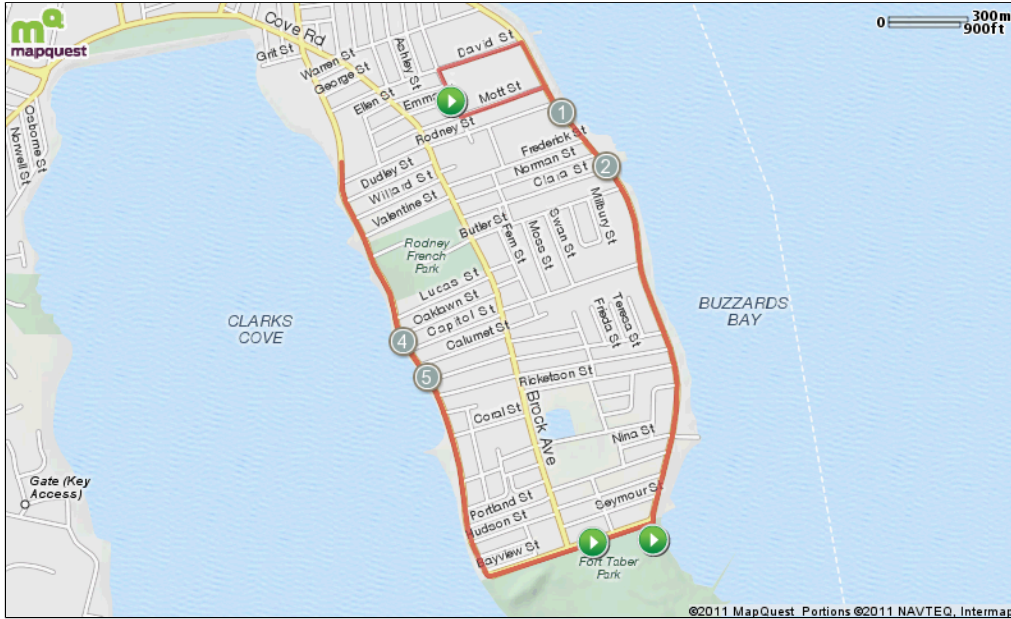 mapquest
0
300m
900ft
Cove Rd
Grit St
Warren St
George St
Ashley St
David St
Ellen St
Emma
Mott St
Rodney St
1
Frederick St
Norman St
Clara St
2
Osborne St
Norwell St
Dudley St
Willard St
Valentine St
Butler St
Fern St
Moss St
Swan St
Millbury St
Rodney
French
Park
Lucas St
Oaklawn St
Capitol St
Calumet St
Frieda St
Teresa St
CLARKS
COVE
BUZZARDS
BAY
4
5
Ricketson St
Brock Ave
Coral St
Nina St
Gate (Key
Access)
Portland St
Hudson St
Seymour St
Bayview St
Fort Taber
Park
©2011 MapQuest Portions ©2011 NAVTEQ, Intermap